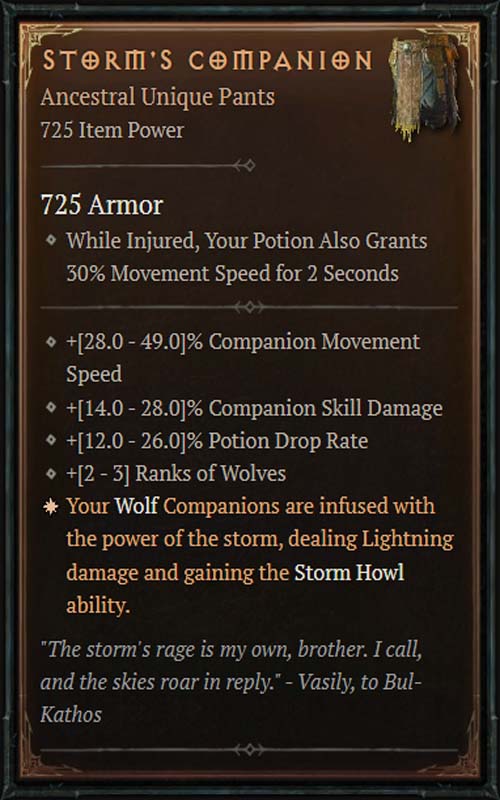 STORM'S COMPANION
Ancestral Unique Pants
725 Item Power
725 Armor
While Injured, Your Potion Also Grants
30% Movement Speed for 2 Seconds
+[28.0 - 49.0]% Companion Movement
Speed
+[14.0 - 28.0]% Companion Skill Damage
+[12.0 - 26.0]% Potion Drop Rate
+[2 - 3] Ranks of Wolves
Your Wolf Companions are infused with
the power of the storm, dealing Lightning
damage and gaining the Storm Howl
ability.
"The storm's rage is my own, brother. I call,
and the skies roar in reply." - Vasily, to Bul-
Kathos